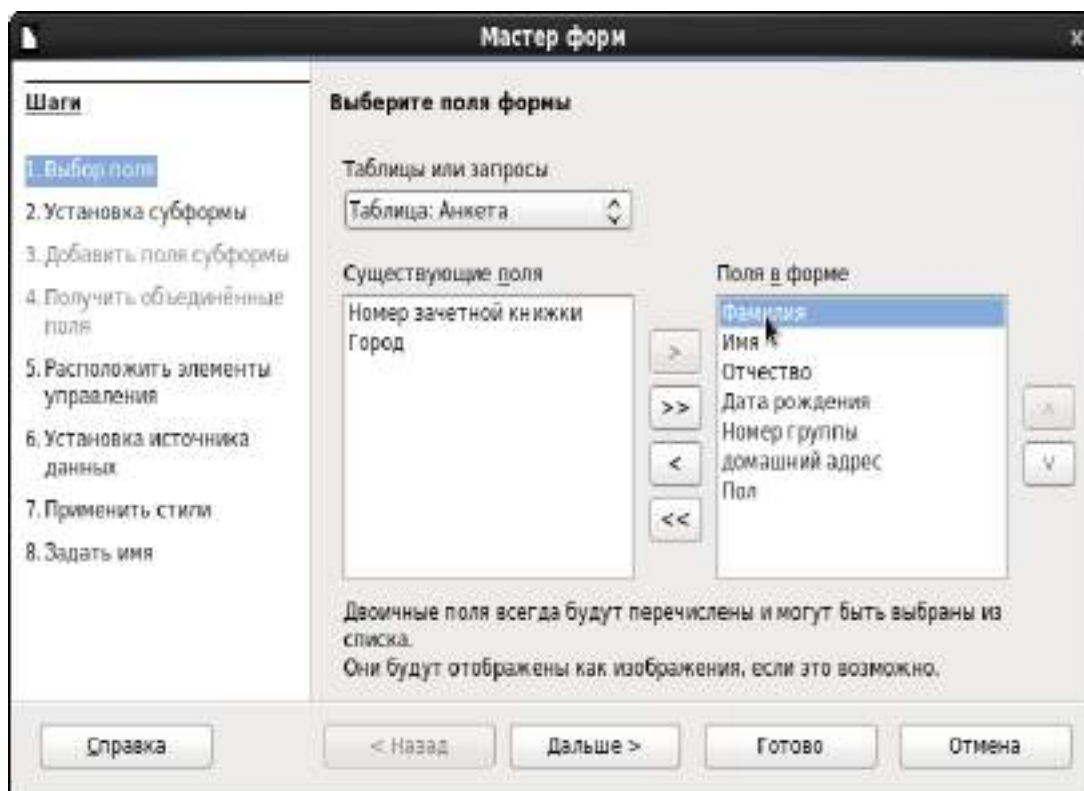 Мастер форм
x
Шаги
1. Выбор поля
2. Установка субформы
3. Добавить поля субформы
4. Получить объединённые
поля
5. Расположить элементы
управления
6. Установка источника
данных
7. Применить стили
8. Задать имя
Выберите поля формы
Таблицы или запросы
Таблица: Анкета
Существующие поля
Номер зачетной книжки
Город
>
>>
<
<<
Поля в форме
Фамилия
Имя
Отчество
Дата рождения
Номер группы
домашний адрес
Пол
^
v
Двоичные поля всегда будут перечислены и могут быть выбраны из
списка.
Они будут отображены как изображения, если это возможно.
Справка
< Назад
Дальше >
Готово
Отмена